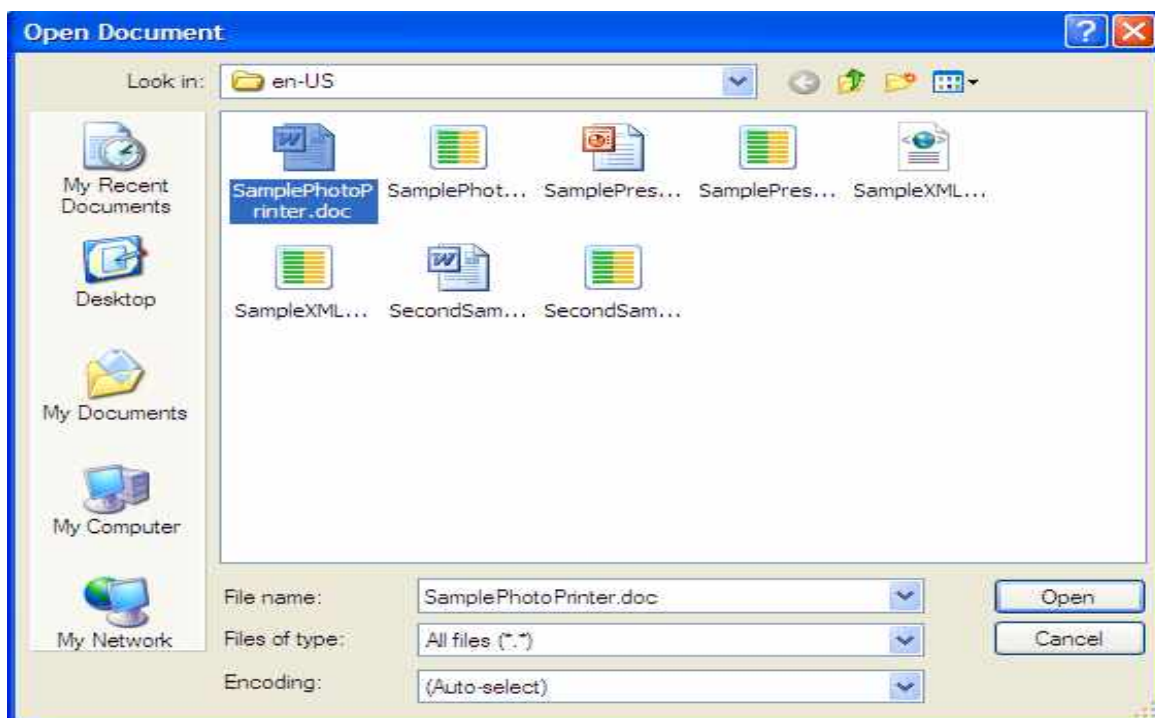 Open Document
Look in:
en-US
My Recent
Documents
Desktop
My Documents
My Computer
My Network
SamplePhotoP
rinter.doc
SamplePhot...
SamplePres...
SamplePres...
SampleXML...
SampleXML...
SecondSam...
SecondSam...
File name:
SamplePhotoPrinter.doc
Open
Files of type:
All files (*.*)
Cancel
Encoding:
(Auto-select)